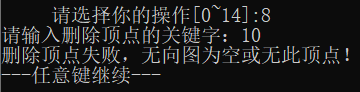 请选择你的操作[0~14]:8
请输入删除顶点的关键字：10
删除顶点失败，无向图为空或无此顶点！
---任意键继续---